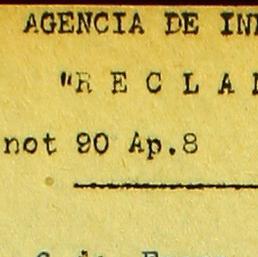 AGENCIA DE IN
"R E C L A
not 90 Ap.8